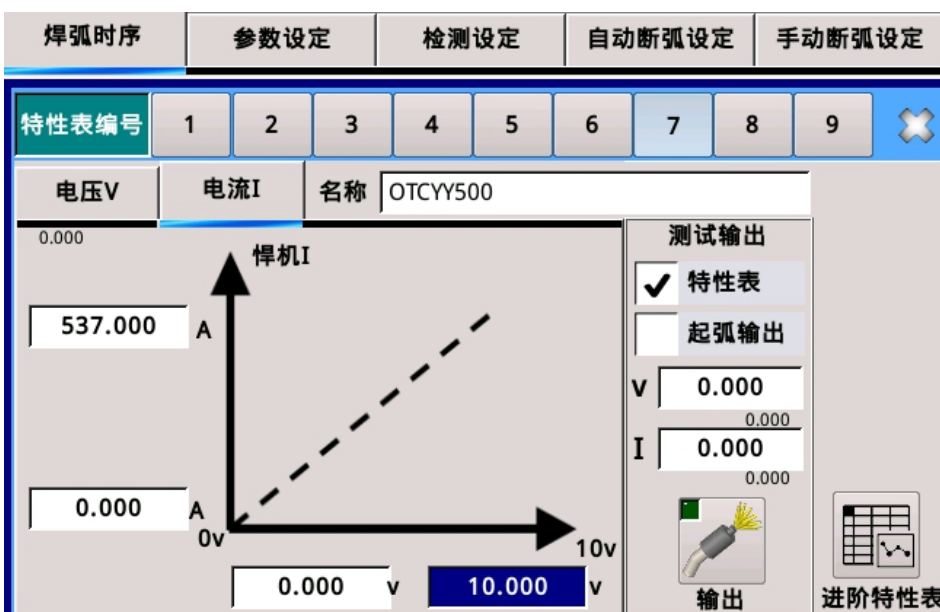 焊弧时序 参数设定 检测设定 自动断弧设定 手动断弧设定
特性表编号 1 2 3 4 5 6 7 8 9
电压V 电流I 名称 OTCYY500
0.000
悍机I
测试输出
特性表
537.000 A
起弧输出
V 0.000
0.000
I 0.000
0.000
0.000 A
0v
10v
0.000 v 10.000 v
输出
进阶特性表